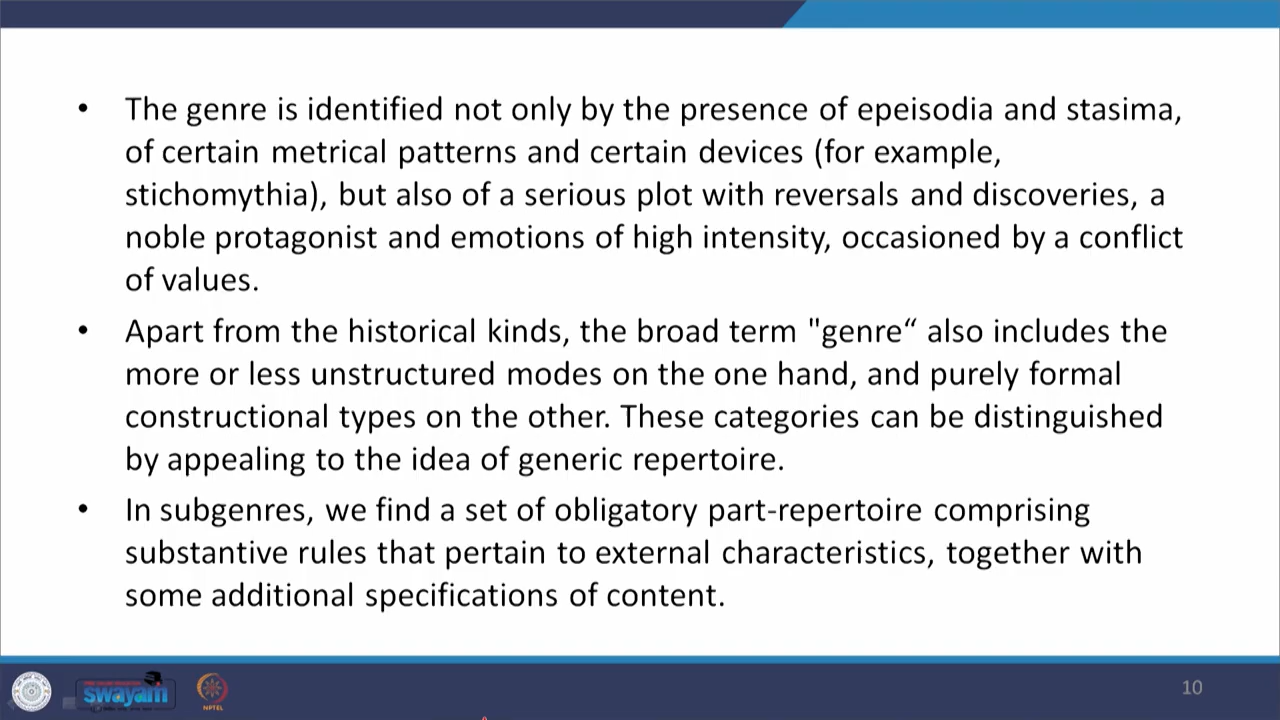 • The genre is identified not only by the presence of epeisodia and stasima,
of certain metrical patterns and certain devices (for example,
stichomythia), but also of a serious plot with reversals and discoveries, a
noble protagonist and emotions of high intensity, occasioned by a conflict
of values.
• Apart from the historical kinds, the broad term "genre“ also includes the
more or less unstructured modes on the one hand, and purely formal
constructional types on the other. These categories can be distinguished
by appealing to the idea of generic repertoire.
• In subgenres, we find a set of obligatory part-repertoire comprising
substantive rules that pertain to external characteristics, together with
some additional specifications of content.
swayam
NPTEL
10